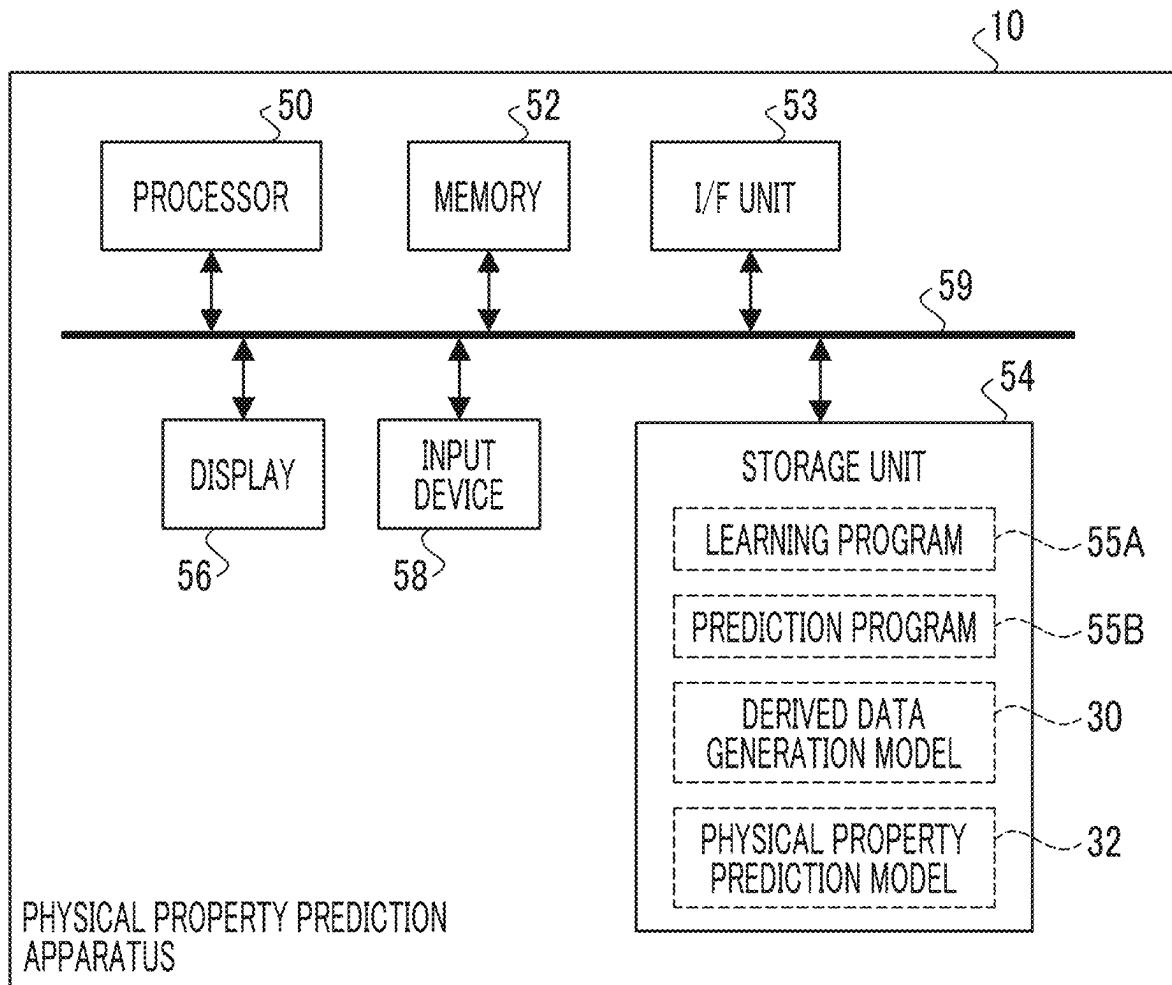 10
50
52
53
PROCESSOR
MEMORY
I/F UNIT
59
54
DISPLAY
INPUT
DEVICE
56
58
STORAGE UNIT
LEARNING PROGRAM
55A
PREDICTION PROGRAM
55B
DERIVED DATA
GENERATION MODEL
30
PHYSICAL PROPERTY
PREDICTION MODEL
32
PHYSICAL PROPERTY PREDICTION
APPARATUS